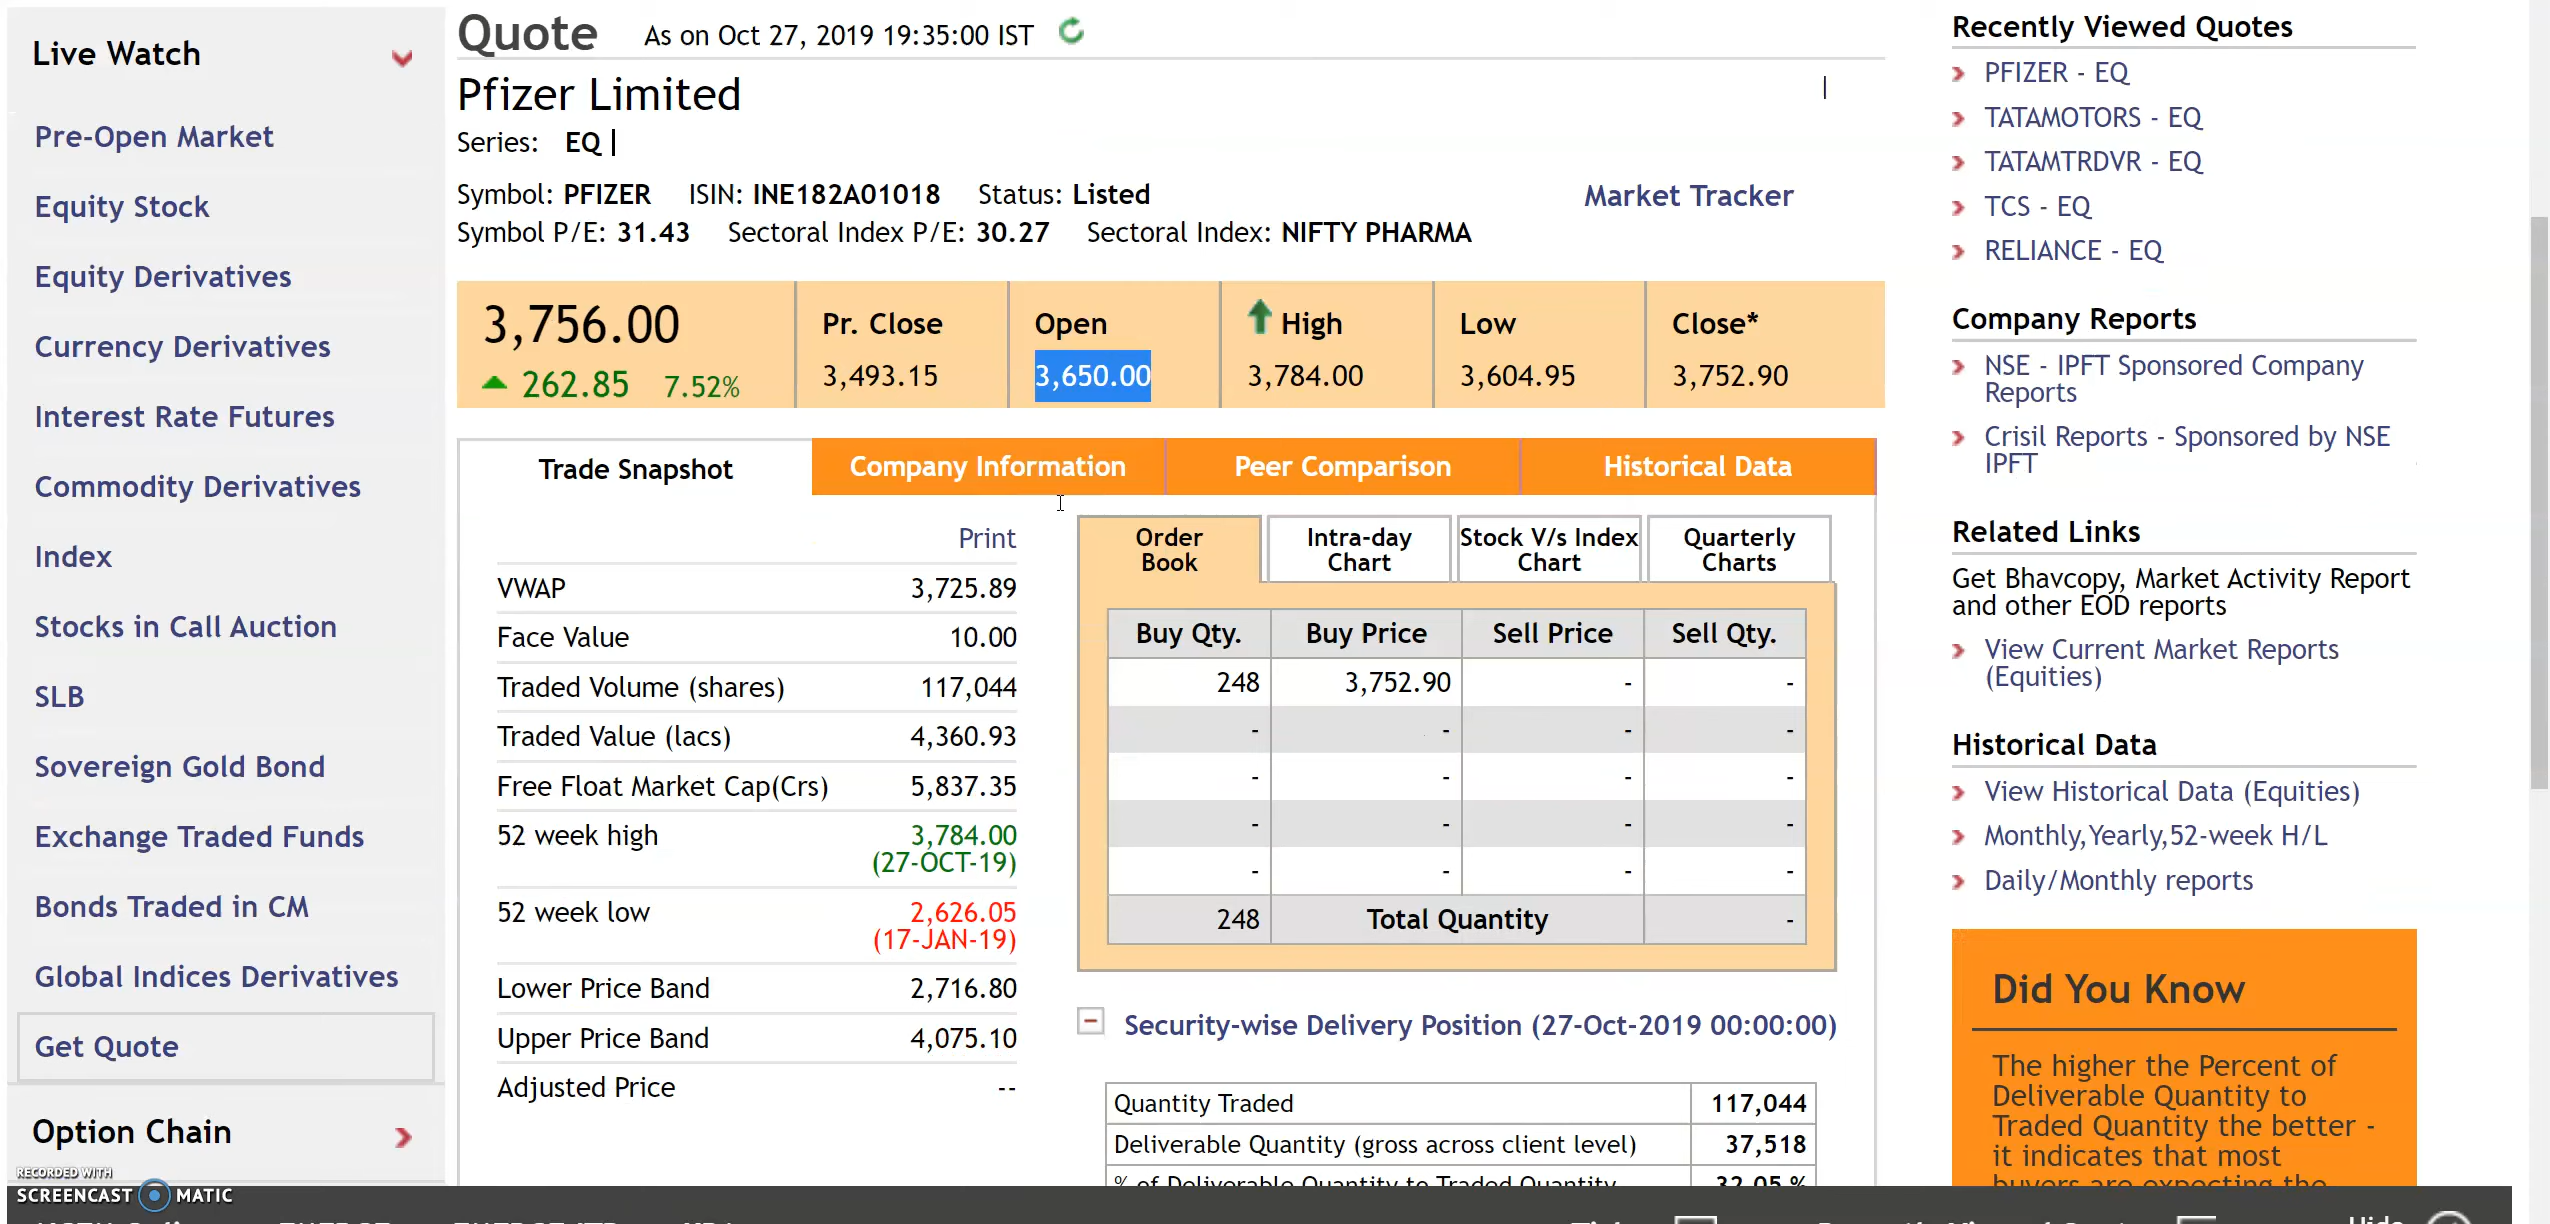 Live Watch
Pre-Open Market
Equity Stock
Equity Derivatives
Currency Derivatives
Interest Rate Futures
Commodity Derivatives
Index
Stocks in Call Auction
SLB
Sovereign Gold Bond
Exchange Traded Funds
Bonds Traded in CM
Global Indices Derivatives
Get Quote
Option Chain
RECORDED WITH
SCREENCAST MATIC
Quote As on Oct 27, 2019 19:35:00 IST
Pfizer Limited |
Series: EQ |
Symbol: PFIZER ISIN: INE182A01018 Status: Listed Market Tracker
Symbol P/E: 31.43 Sectoral Index P/E: 30.27 Sectoral Index: NIFTY PHARMA
3,756.00 Pr. Close Open High Low Close*
262.85 7.52% 3,493.15 3,650.00 3,784.00 3,604.95 3,752.90
Trade Snapshot Company Information Peer Comparison Historical Data
Print
VWAP 3,725.89
Face Value 10.00
Traded Volume (shares) 117,044
Traded Value (lacs) 4,360.93
Free Float Market Cap(Crs) 5,837.35
52 week high 3,784.00
(27-OCT-19)
52 week low 2,626.05
(17-JAN-19)
Lower Price Band 2,716.80
Upper Price Band 4,075.10
Adjusted Price --
Order Intra-day Stock V/s Index Quarterly
Book Chart Chart Charts
Buy Qty. Buy Price Sell Price Sell Qty.
248 3,752.90 - -
- - - -
- - - -
- - - -
- - - -
248 Total Quantity -
Security-wise Delivery Position (27-Oct-2019 00:00:00)
Quantity Traded 117,044
Deliverable Quantity (gross across client level) 37,518
% of Deliverable Quantity to Traded Quantity 32.05 %
Recently Viewed Quotes
PFIZER - EQ
TATAMOTORS - EQ
TATAMTRDVR - EQ
TCS - EQ
RELIANCE - EQ
Company Reports
NSE - IPFT Sponsored Company
Reports
Crisil Reports - Sponsored by NSE
IPFT
Related Links
Get Bhavcopy, Market Activity Report
and other EOD reports
View Current Market Reports
(Equities)
Historical Data
View Historical Data (Equities)
Monthly,Yearly,52-week H/L
Daily/Monthly reports
Did You Know
The higher the Percent of
Deliverable Quantity to
Traded Quantity the better -
it indicates that most
buyers are expecting the
Hide